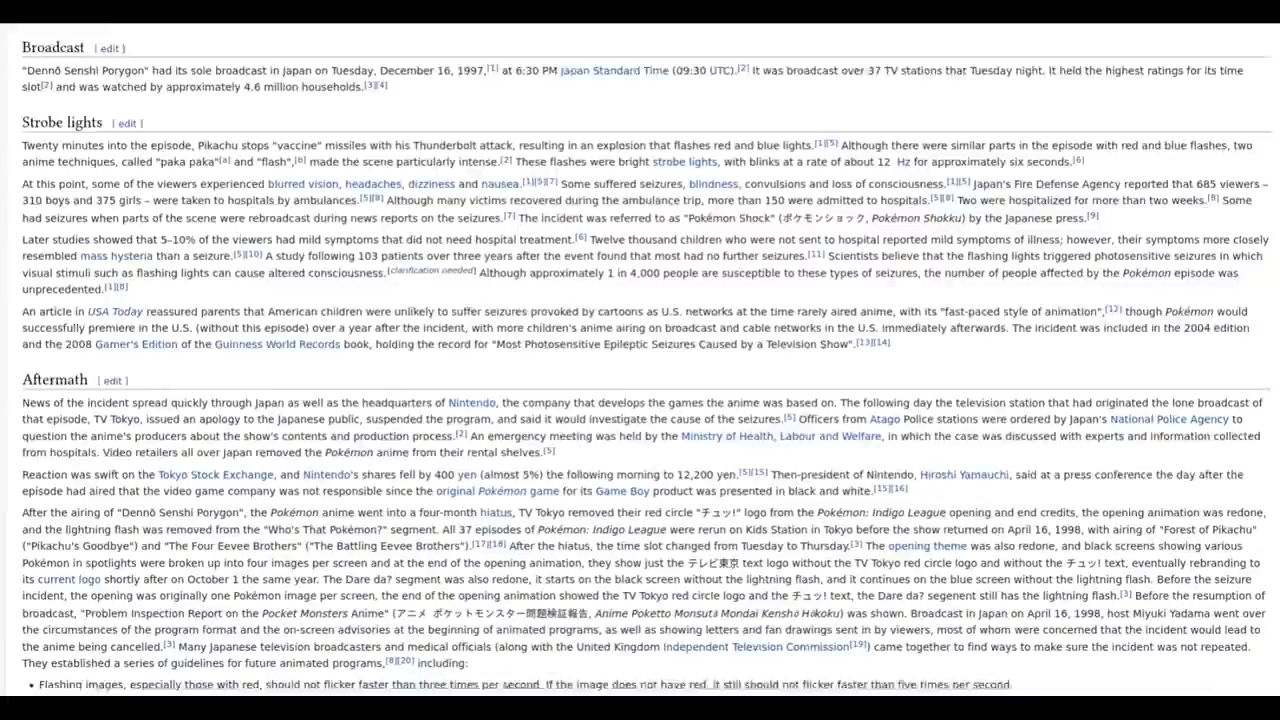 Broadcast [ edit )
"Dennō Senshi Porygon" had its sole broadcast in Japan on Tuesday, December 16, 1997,[1] at 6:30 PM Japan Standard Time (09:30 UTC).[2] It was broadcast over 37 TV stations that Tuesday night. It held the highest ratings for its time
slot[2] and was watched by approximately 4.6 million households.[3][4]
Strobe lights [ edit ]
Twenty minutes into the episode, Pikachu stops "vaccine" missiles with his Thunderbolt attack, resulting in an explosion that flashes red and blue lights.[1][5] Although there were similar parts in the episode with red and blue flashes, two
anime techniques, called "paka paka"[a] and "flash",[b] made the scene particularly intense.[2] These flashes were bright strobe lights, with blinks at a rate of about 12 Hz for approximately six seconds.[6]
At this point, some of the viewers experienced blurred vision, headaches, dizziness and nausea.[1][5][7] Some suffered seizures, blindness, convulsions and loss of consciousness.[1][5] Japan's Fire Defense Agency reported that 685 viewers –
310 boys and 375 girls – were taken to hospitals by ambulances.[5][8] Although many victims recovered during the ambulance trip, more than 150 were admitted to hospitals.[5][8] Two were hospitalized for more than two weeks.[8] Some
had seizures when parts of the scene were rebroadcast during news reports on the seizures.[7] The incident was referred to as "Pokémon Shock" (ポケモンショック, Pokémon Shokku) by the Japanese press.[9]
Later studies showed that 5–10% of the viewers had mild symptoms that did not need hospital treatment.[6] Twelve thousand children who were not sent to hospital reported mild symptoms of illness; however, their symptoms more closely
resembled mass hysteria than a seizure.[5][10] A study following 103 patients over three years after the event found that most had no further seizures.[11] Scientists believe that the flashing lights triggered photosensitive seizures in which
visual stimuli such as flashing lights can cause altered consciousness.[clarification needed] Although approximately 1 in 4,000 people are susceptible to these types of seizures, the number of people affected by the Pokémon episode was
unprecedented.[1][8]
An article in USA Today reassured parents that American children were unlikely to suffer seizures provoked by cartoons as U.S. networks at the time rarely aired anime, with its "fast-paced style of animation",[12] though Pokémon would
successfully premiere in the U.S. (without this episode) over a year after the incident, with more children's anime airing on broadcast and cable networks in the U.S. immediately afterwards. The incident was included in the 2004 edition
and the 2008 Gamer's Edition of the Guinness World Records book, holding the record for "Most Photosensitive Epileptic Seizures Caused by a Television Show".[13][14]
Aftermath [ edit ]
News of the incident spread quickly through Japan as well as the headquarters of Nintendo, the company that develops the games the anime was based on. The following day the television station that had originated the lone broadcast of
that episode, TV Tokyo, issued an apology to the Japanese public, suspended the program, and said it would investigate the cause of the seizures.[5] Officers from Atago Police stations were ordered by Japan's National Police Agency to
question the anime's producers about the show's contents and production process.[2] An emergency meeting was held by the Ministry of Health, Labour and Welfare, in which the case was discussed with experts and information collected
from hospitals. Video retailers all over Japan removed the Pokémon anime from their rental shelves.[5]
Reaction was swift on the Tokyo Stock Exchange, and Nintendo's shares fell by 400 yen (almost 5%) the following morning to 12,200 yen.[5][15] Then-president of Nintendo, Hiroshi Yamauchi, said at a press conference the day after the
episode had aired that the video game company was not responsible since the original Pokémon game for its Game Boy product was presented in black and white.[15][16]
After the airing of "Dennō Senshi Porygon", the Pokémon anime went into a four-month hiatus, TV Tokyo removed their red circle "チュッ!" logo from the Pokémon: Indigo League opening and end credits, the opening animation was redone,
and the lightning flash was removed from the "Who's That Pokémon?" segment. All 37 episodes of Pokémon: Indigo League were rerun on Kids Station in Tokyo before the show returned on April 16, 1998, with airing of "Forest of Pikachu"
("Pikachu's Goodbye") and "The Four Eevee Brothers" ("The Battling Eevee Brothers").[17][18] After the hiatus, the time slot changed from Tuesday to Thursday.[3] The opening theme was also redone, and black screens showing various
Pokémon in spotlights were broken up into four images per screen and at the end of the opening animation, they show just the テレビ東京 text logo without the TV Tokyo red circle logo and without the チュッ! text, eventually rebranding to
its current logo shortly after on October 1 the same year. The Dare da? segment was also redone, it starts on the black screen without the lightning flash, and it continues on the blue screen without the lightning flash. Before the seizure
incident, the opening was originally one Pokémon image per screen, the end of the opening animation showed the TV Tokyo red circle logo and the チュッ! text, the Dare da? segenent still has the lightning flash.[3] Before the resumption of
broadcast, "Problem Inspection Report on the Pocket Monsters Anime" (アニメ ポケットモンスター問題検証報告, Anime Poketto Monsutā Mondai Kenshō Hōkoku) was shown. Broadcast in Japan on April 16, 1998, host Miyuki Yadama went over
the circumstances of the program format and the on-screen advisories at the beginning of animated programs, as well as showing letters and fan drawings sent in by viewers, most of whom were concerned that the incident would lead to
the anime being cancelled.[3] Many Japanese television broadcasters and medical officials (along with the United Kingdom Independent Television Commission[19]) came together to find ways to make sure the incident was not repeated.
They established a series of guidelines for future animated programs,[8][20] including:
• Flashing images, especially those with red, should not flicker faster than three times per second. If the image does not have red, it still should not flicker faster than five times per second.